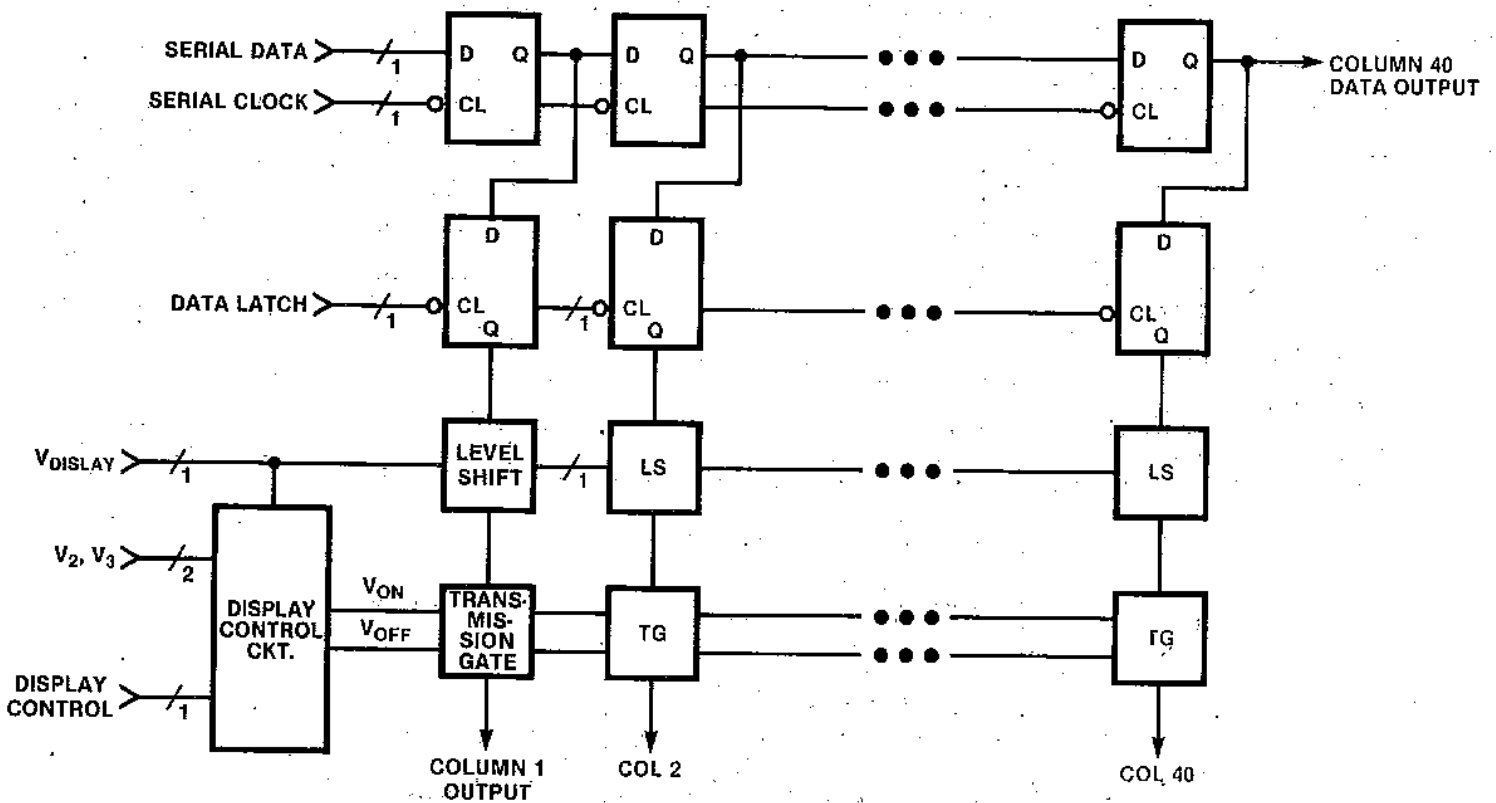 SERIAL DATA
1
D Q
D Q
D Q
COLUMN 40
DATA OUTPUT
SERIAL CLOCK
1
CL
CL
CL
D
D
D
DATA LATCH
1
CL
1
CL
CL
Q
Q
Q
VDISLAY
1
LEVEL
SHIFT
1
LS
LS
V2, V3
2
DISPLAY
CONTROL
CKT.
VON
VOFF
TRANS-
MIS-
SION
GATE
TG
TG
DISPLAY
CONTROL
1
COLUMN 1
OUTPUT
COL 2
COL 40